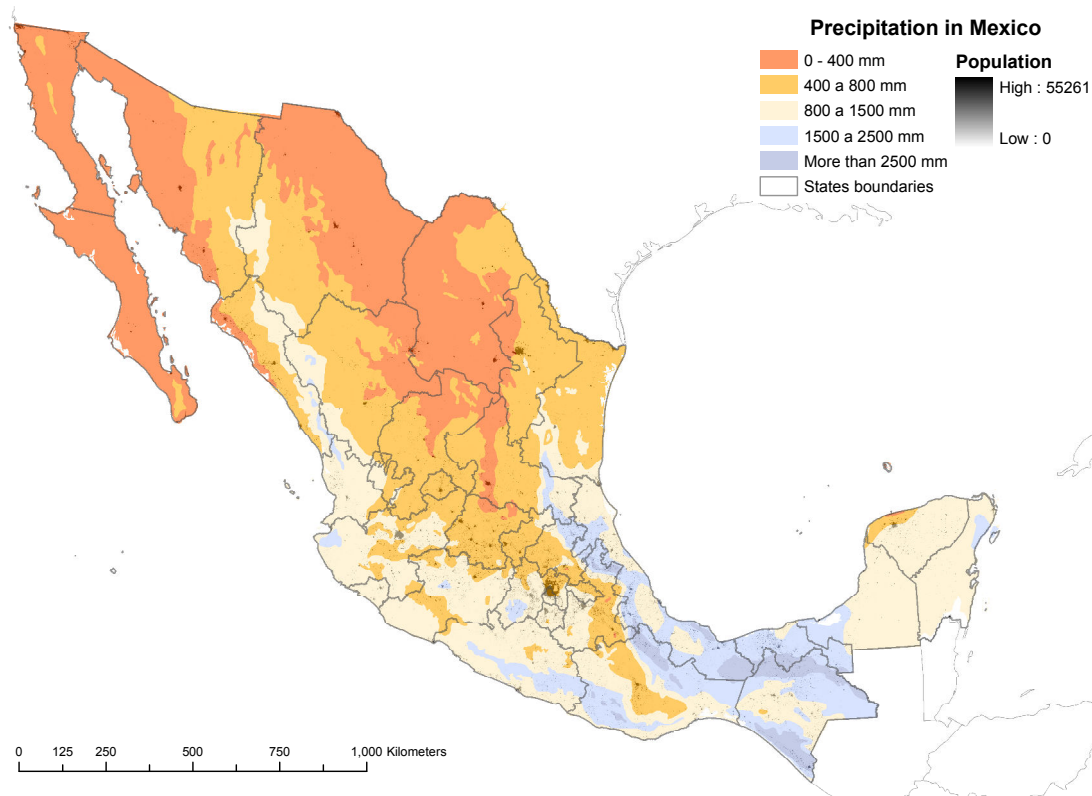 Precipitation in Mexico
0 - 400 mm
400 a 800 mm
800 a 1500 mm
1500 a 2500 mm
More than 2500 mm
States boundaries
Population
High : 55261
Low : 0
0 125 250 500 750 1,000 Kilometers